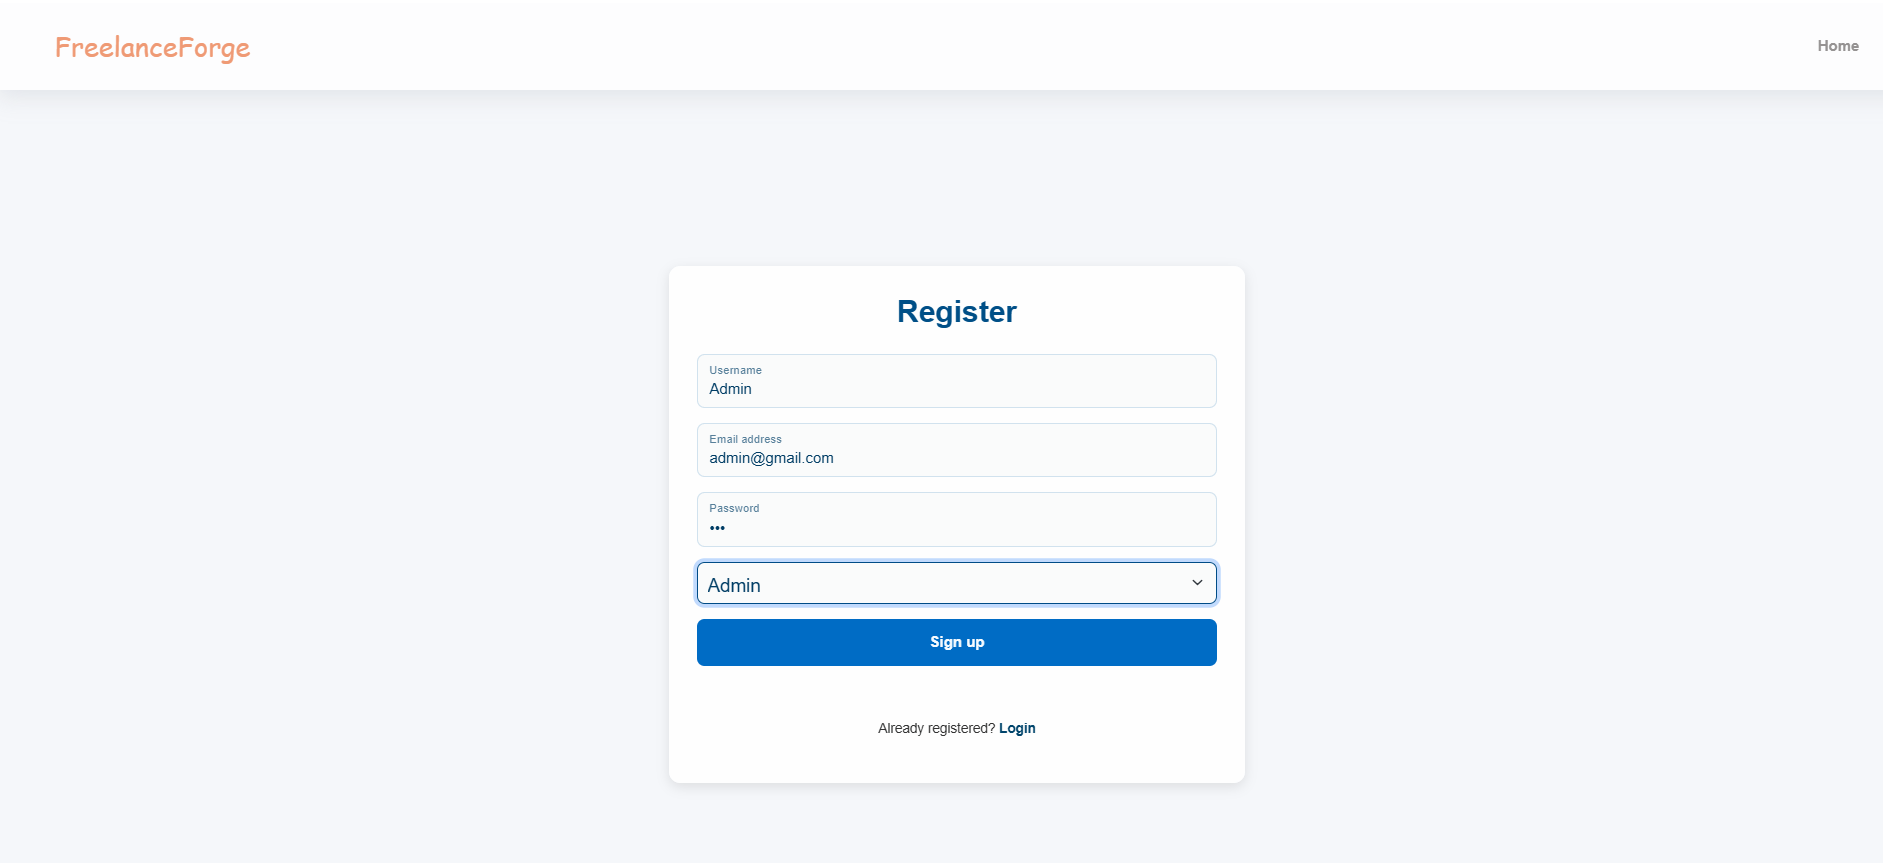 FreelanceForge
Home
Register
Username
Admin
Email address
admin@gmail.com
Password
•••
Admin
Sign up
Already registered? Login